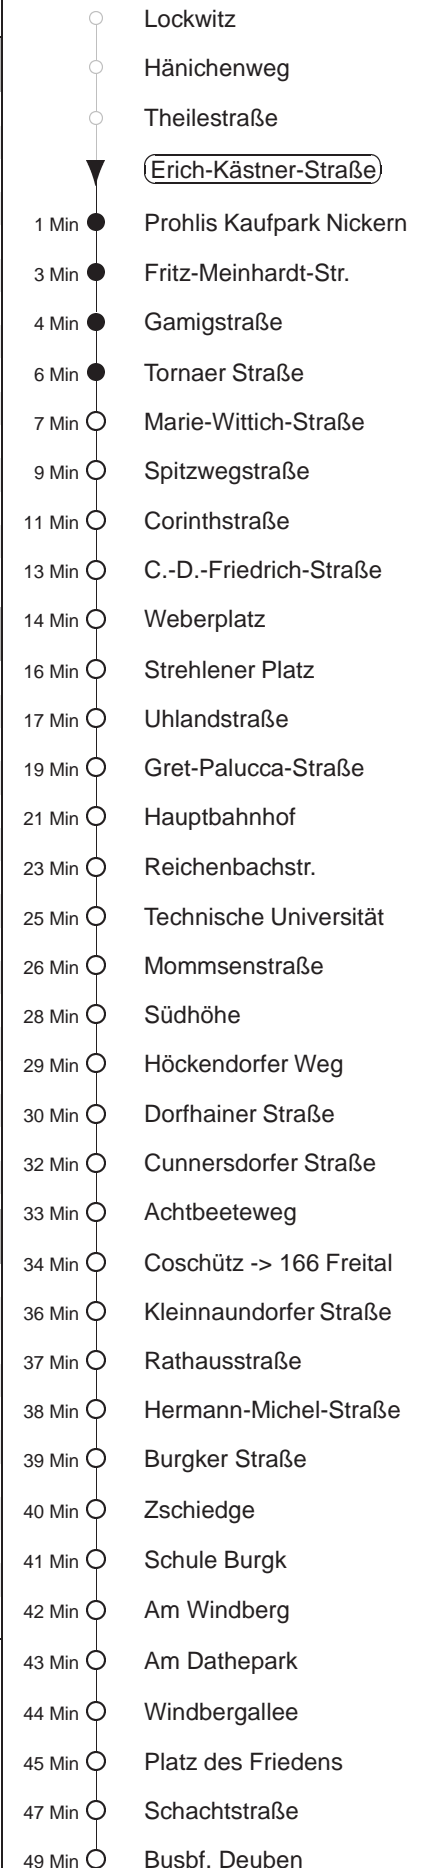 Lockwitz
Hänichenweg
Theilestraße
Erich-Kästner-Straße
1 Min Prohlis Kaufpark Nickern
3 Min Fritz-Meinhardt-Str.
4 Min Gamigstraße
6 Min Tornaer Straße
7 Min Marie-Wittich-Straße
9 Min Spitzwegstraße
11 Min Corinthstraße
13 Min C.-D.-Friedrich-Straße
14 Min Weberplatz
16 Min Strehlener Platz
17 Min Uhlandstraße
19 Min Gret-Palucca-Straße
21 Min Hauptbahnhof
23 Min Reichenbachstr.
25 Min Technische Universität
26 Min Mommsenstraße
28 Min Südhöhe
29 Min Höckendorfer Weg
30 Min Dorfhainer Straße
32 Min Cunnersdorfer Straße
33 Min Achtbeeteweg
34 Min Coschütz -> 166 Freital
36 Min Kleinnaundorfer Straße
37 Min Rathausstraße
38 Min Hermann-Michel-Straße
39 Min Burgker Straße
40 Min Zschiedge
41 Min Schule Burgk
42 Min Am Windberg
43 Min Am Dathepark
44 Min Windbergallee
45 Min Platz des Friedens
47 Min Schachtstraße
49 Min Busbf. Deuben